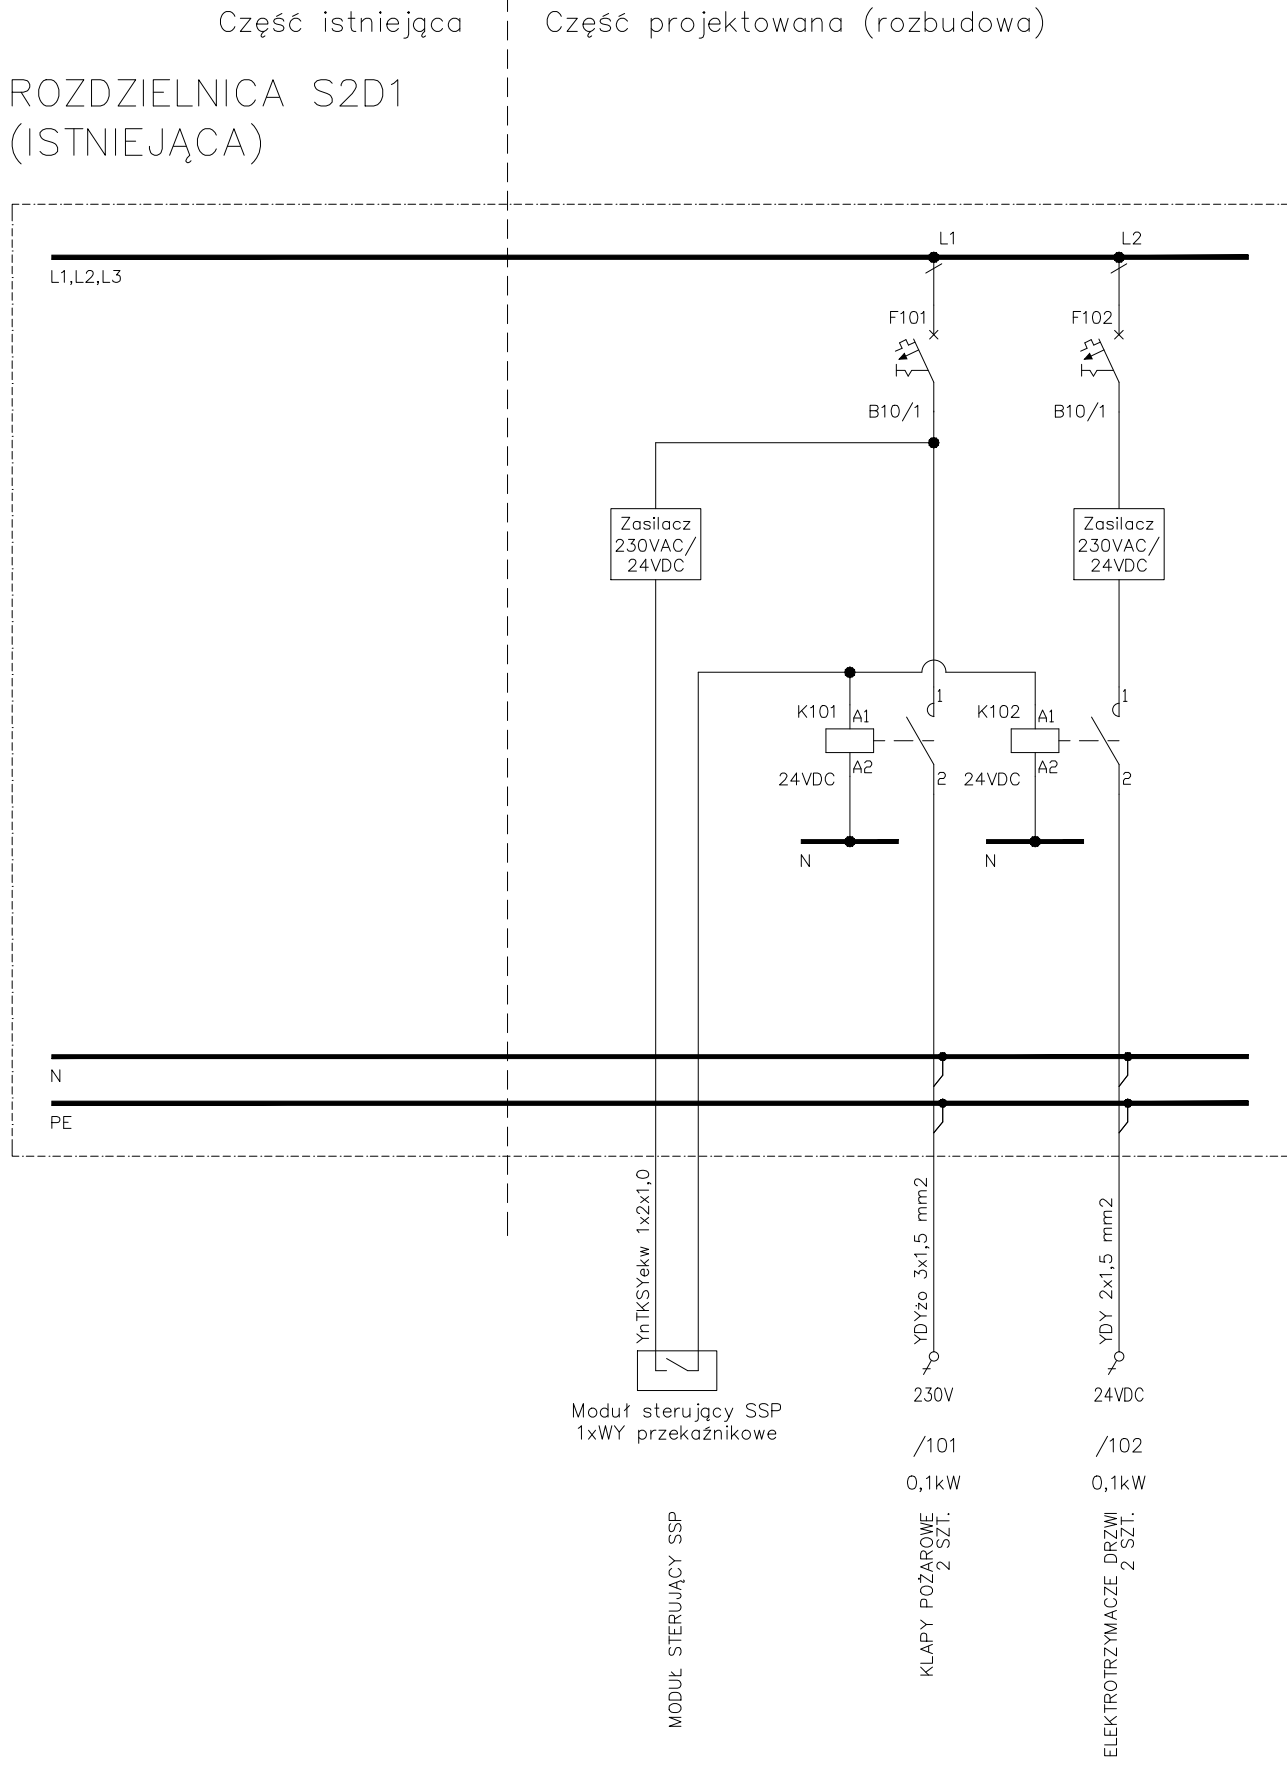 Część istniejąca
Część projektowana (rozbudowa)
ROZDZIELNICA S2D1
(ISTNIEJĄCA)
L1
L2
L1,L2,L3
F101
F102
B10/1
B10/1
Zasilacz
230VAC/
24VDC
Zasilacz
230VAC/
24VDC
1
1
K101
A1
K102
A1
A2
A2
24VDC
2
24VDC
2
N
N
N
PE
YnTKSYekw 1x2x1,0
YDYżo 3x1,5 mm2
YDY 2x1,5 mm2
Moduł sterujący SSP
1xWY przekaźnikowe
230V
24VDC
/101
/102
0,1kW
0,1kW
MODUŁ STERUJĄCY SSP
KLAPY POŻAROWE
2 SZT.
ELEKTROTRZYMACZE DRZWI
2 SZT.